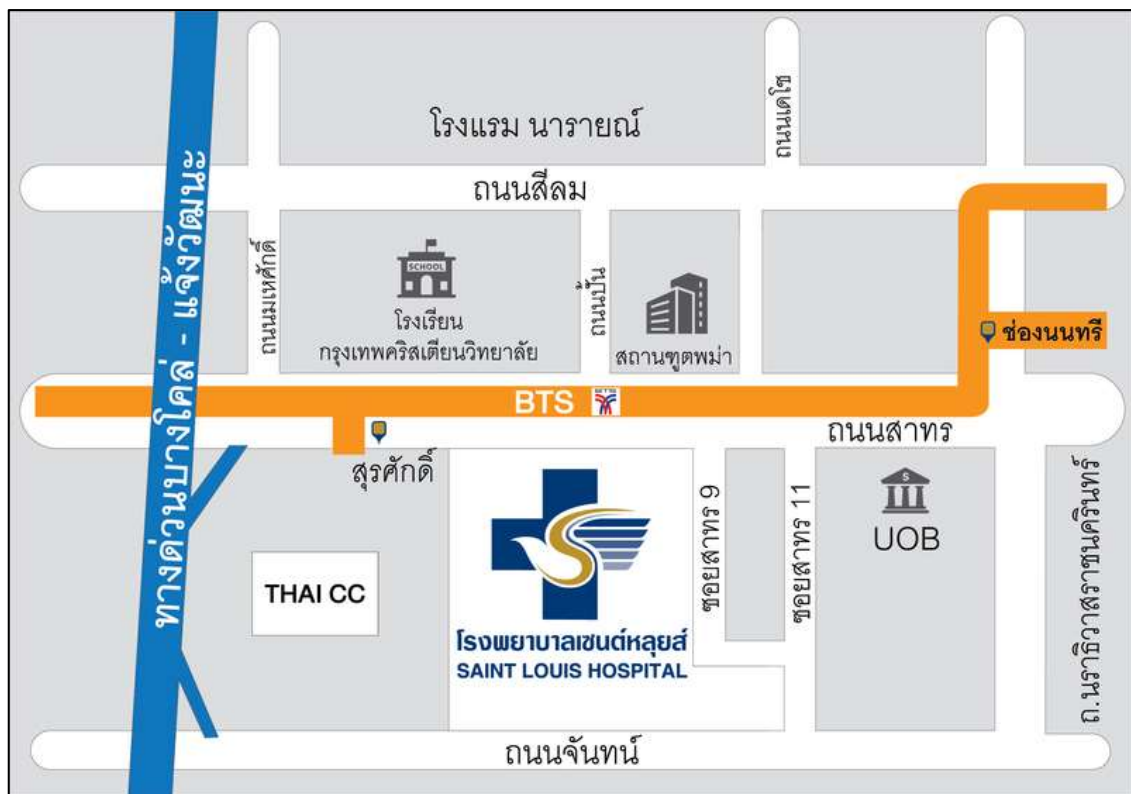 ถนนเดโช
โรงแรม นารายณ์
ถนนสีลม
ทางด่วนบางโคล่ - แจ้งวัฒนะ
ถนนมเหศักดิ์
SCHOOL
โรงเรียน
กรุงเทพคริสเตียนวิทยาลัย
ถนนปั้น
สถานฑูตพม่า
ช่องนนทรี
BTS
ถนนสาทร
สุรศักดิ์
ซอยสาทร 9
ซอยสาทร 11
S
UOB
ถ.นราธิวาสราชนครินทร์
THAI CC
โรงพยาบาลเซนต์หลุยส์
SAINT LOUIS HOSPITAL
ถนนจันทน์